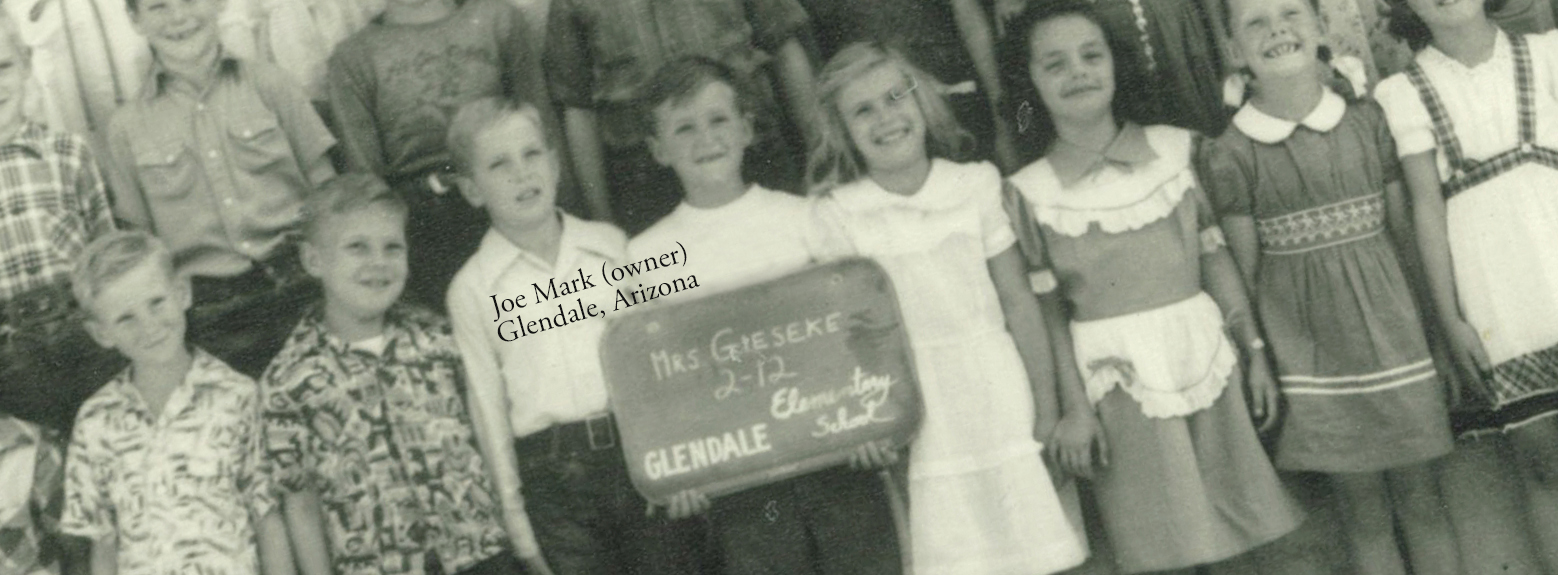 Joe Mark (owner)
Glendale, Arizona
MRS GIESEKE
2-12
Elementary
School
GLENDALE